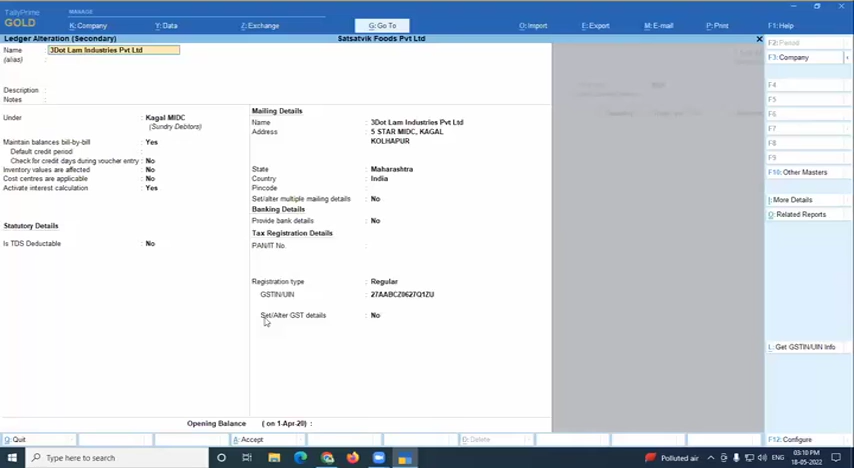 TallyPrime
GOLD
MANAGE
K: Company
Y: Data
Z: Exchange
G: Go To
O: Import
E: Export
M: E-mail
P: Print
F1: Help
Ledger Alteration (Secondary)
Satsatvik Foods Pvt Ltd
Name : 3Dot Lam Industries Pvt Ltd
(alias) :
Description :
Notes :
Under : Kagal MIDC
(Sundry Debtors)
Maintain balances bill-by-bill : Yes
Default credit period :
Check for credit days during voucher entry : No
Inventory values are affected : No
Cost centres are applicable : No
Activate interest calculation : Yes
Statutory Details
Is TDS Deductable : No
Mailing Details
Name : 3Dot Lam Industries Pvt Ltd
Address : 5 STAR MIDC, KAGAL
KOLHAPUR
State : Maharashtra
Country : India
Pincode :
Set/alter multiple mailing details : No
Banking Details
Provide bank details : No
Tax Registration Details
PAN/IT No :
Registration type : Regular
GSTIN/UIN : 27AABCZ0627Q1ZU
Set/Alter GST details : No
Opening Balance ( on 1-Apr-20) :
F2: Period
F3: Company
F4
F5
F6
F7
F8
F9
F10: Other Masters
I: More Details
O: Related Reports
L: Get GSTIN/UIN Info
F12: Configure
Q: Quit
A: Accept
D: Delete
Type here to search
Polluted air
ENG
03:10 PM
18-05-2022